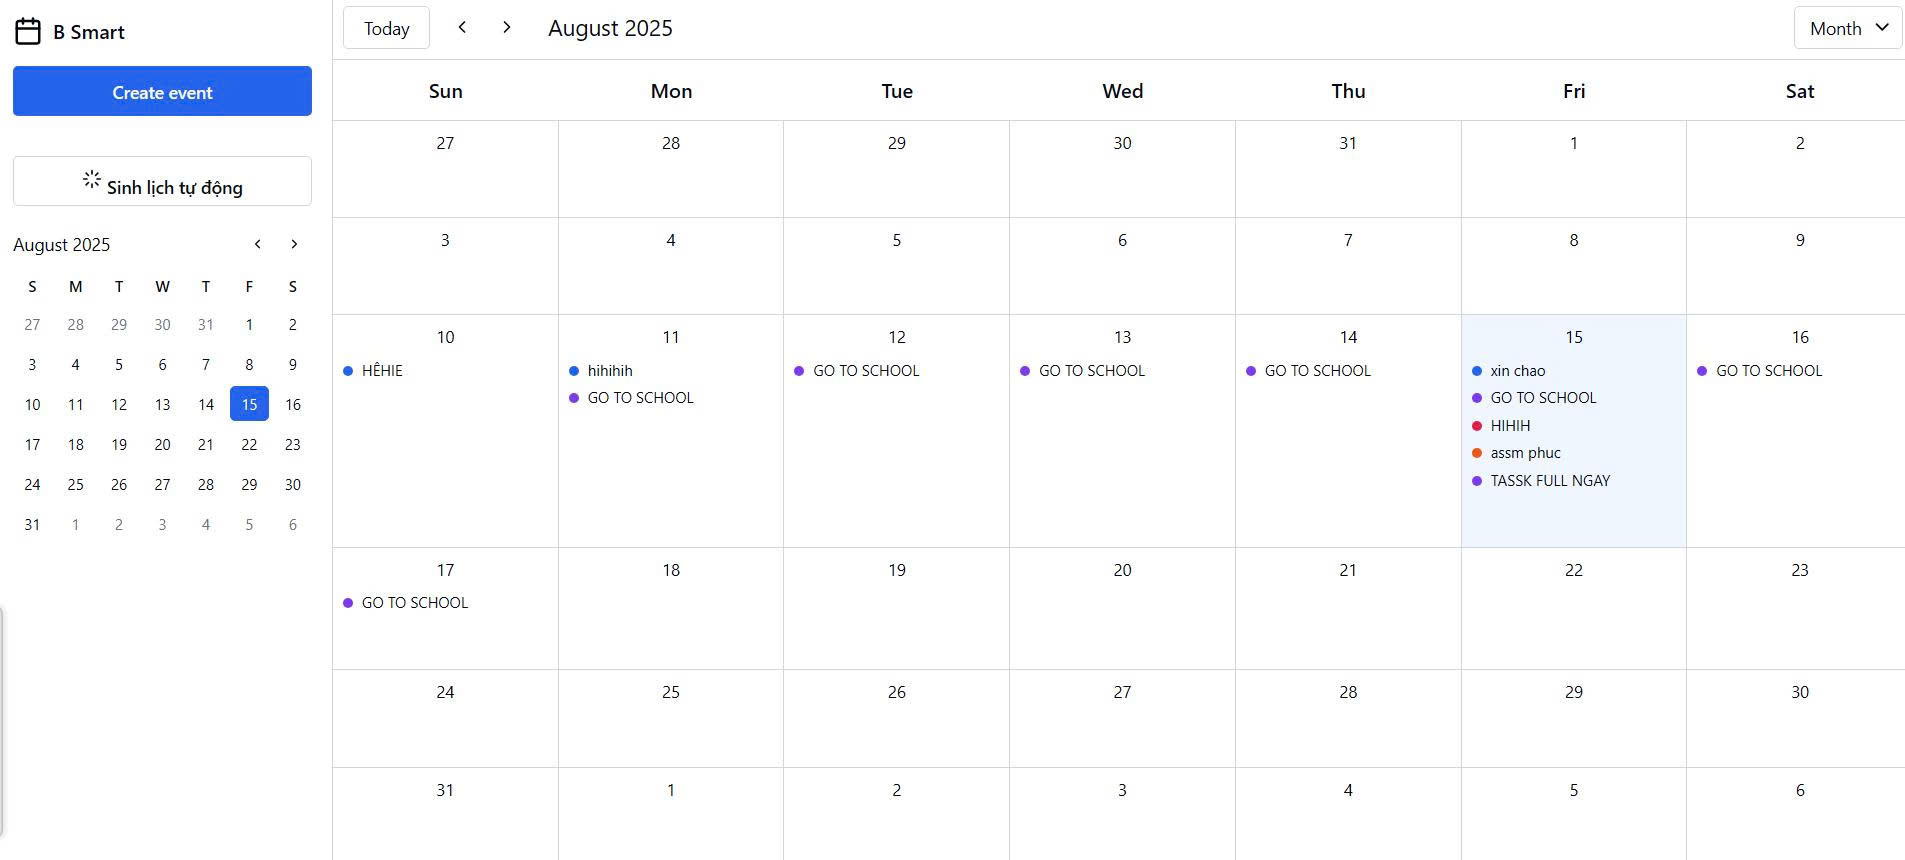 B Smart
Create event
Sinh lịch tự động
August 2025
S M T W T F S
27 28 29 30 31 1 2
3 4 5 6 7 8 9
10 11 12 13 14 15 16
17 18 19 20 21 22 23
24 25 26 27 28 29 30
31 1 2 3 4 5 6
Today August 2025 Month
Sun Mon Tue Wed Thu Fri Sat
27 28 29 30 31 1 2
3 4 5 6 7 8 9
10 11 12 13 14 15 16
HÊHIE hihihih GO TO SCHOOL GO TO SCHOOL GO TO SCHOOL xin chao GO TO SCHOOL
GO TO SCHOOL GO TO SCHOOL
HIHIH
assm phuc
TASSK FULL NGAY
17 18 19 20 21 22 23
GO TO SCHOOL
24 25 26 27 28 29 30
31 1 2 3 4 5 6